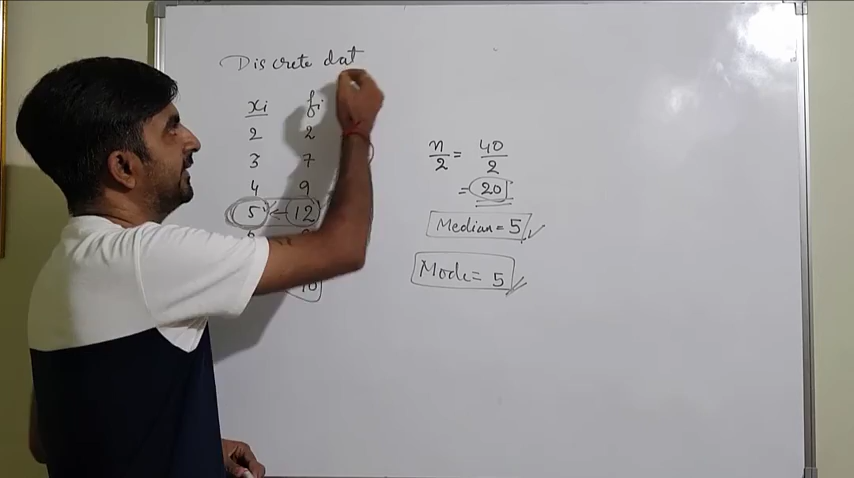 Discrete dat
xi fi
2 2
3 7
4 9
5 ← 12
n/2 = 40/2
= 20
Median = 5
Mode = 5